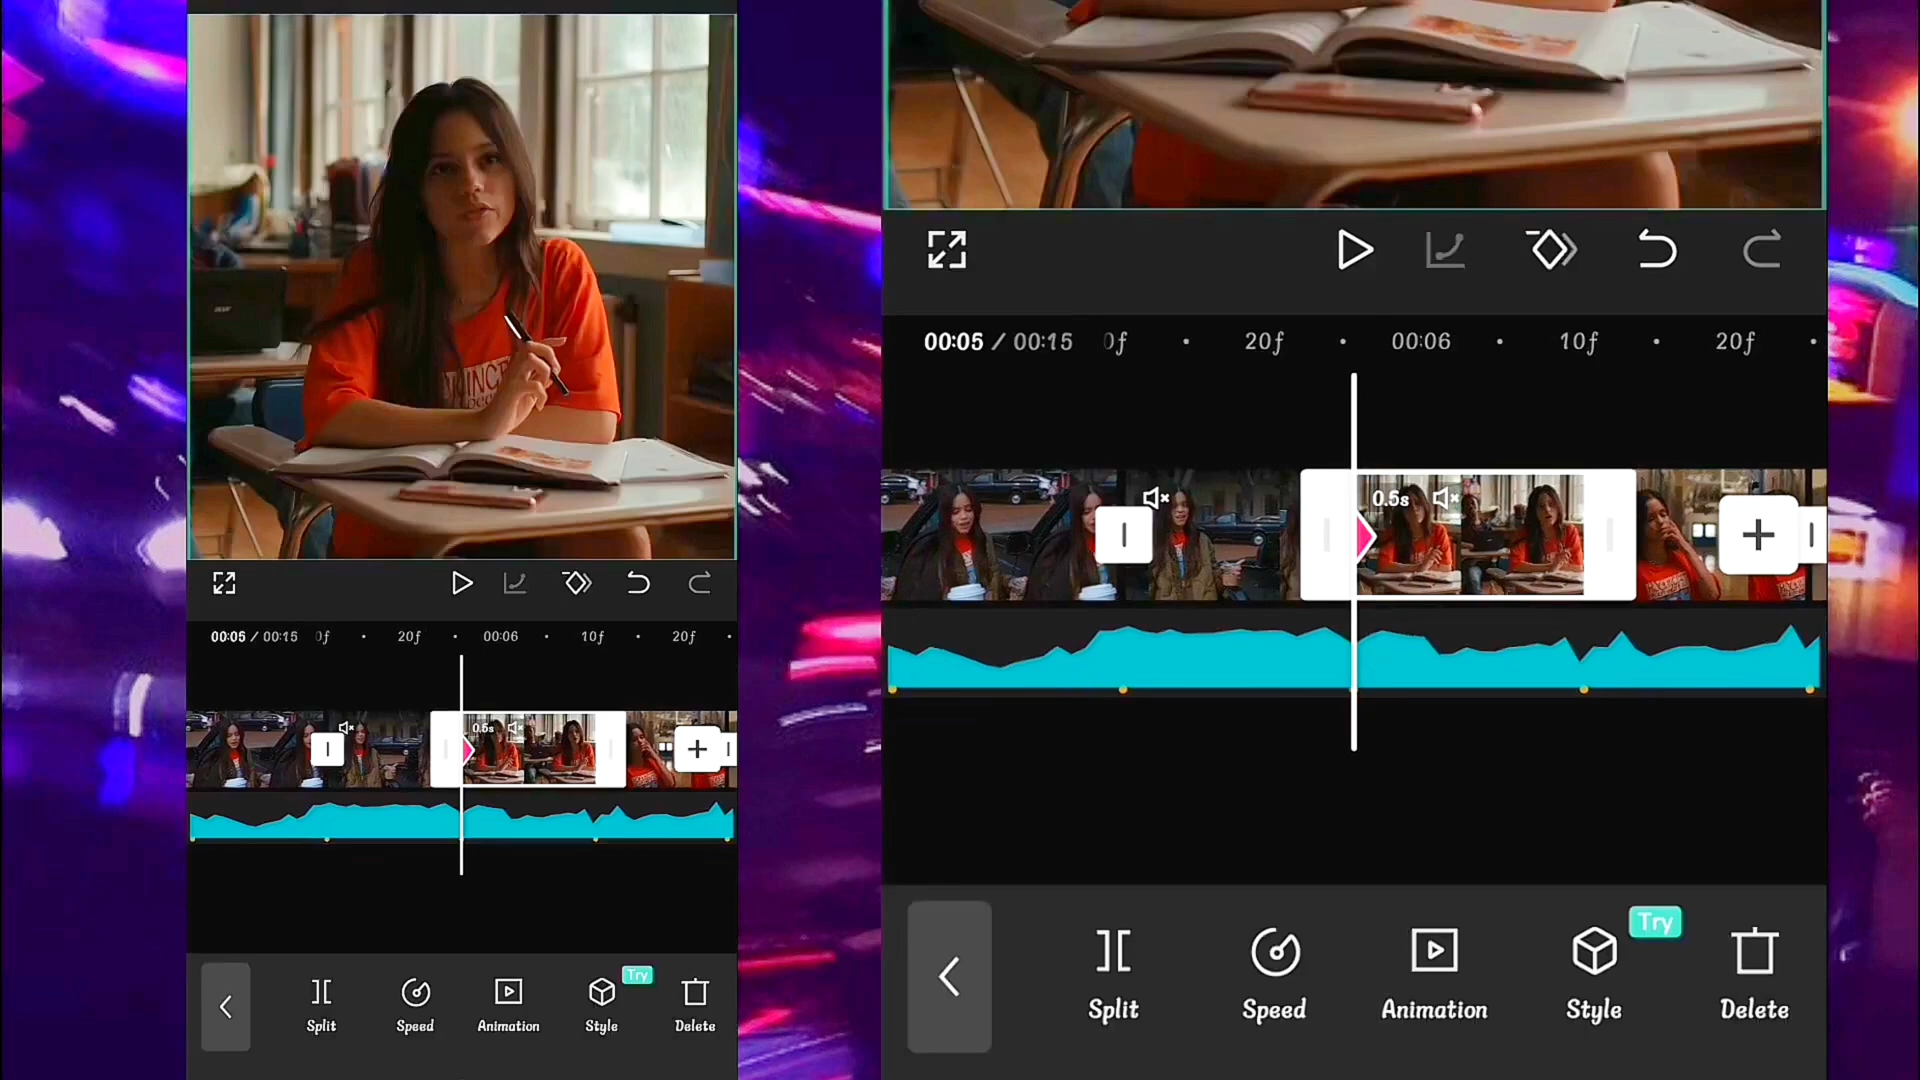 acer
00:05 / 00:15 0f 20f 00:06 10f 20f
0.5s
Split Speed Animation Style Try Delete
00:05 / 00:15 0f 20f 00:06 10f 20f
0.5s
Split Speed Animation Style Try Delete